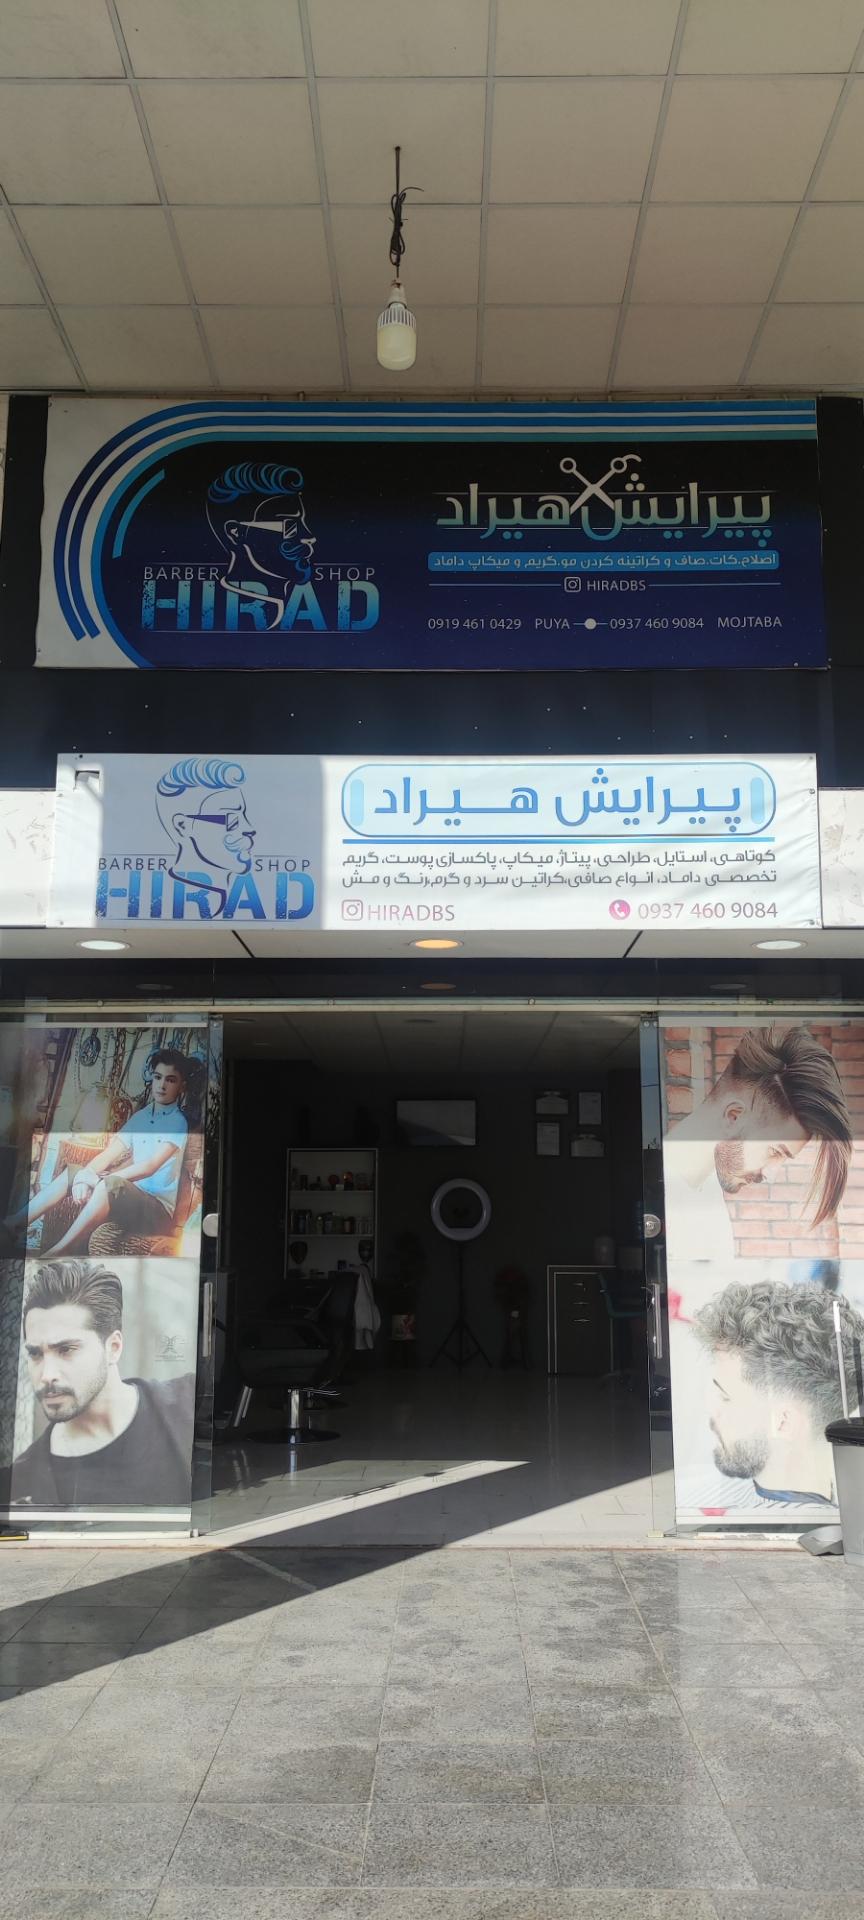 پیرایش هیراد
اصلاح.کات.صاف و کراتینه کردن مو.گریم و میکاپ داماد
HIRADBS
0919 461 0429 PUYA 0937 460 9084 MOJTABA
BARBER SHOP
HIRAD
پیرایش هیراد
کوتاهی، استایل، طراحی، پیتاژ، میکاپ، پاکسازی پوست، گریم
تخصصی داماد، انواع صافی،کراتین سرد و گرم،رنگ و مش
HIRADBS 0937 460 9084
BARBER SHOP
HIRAD